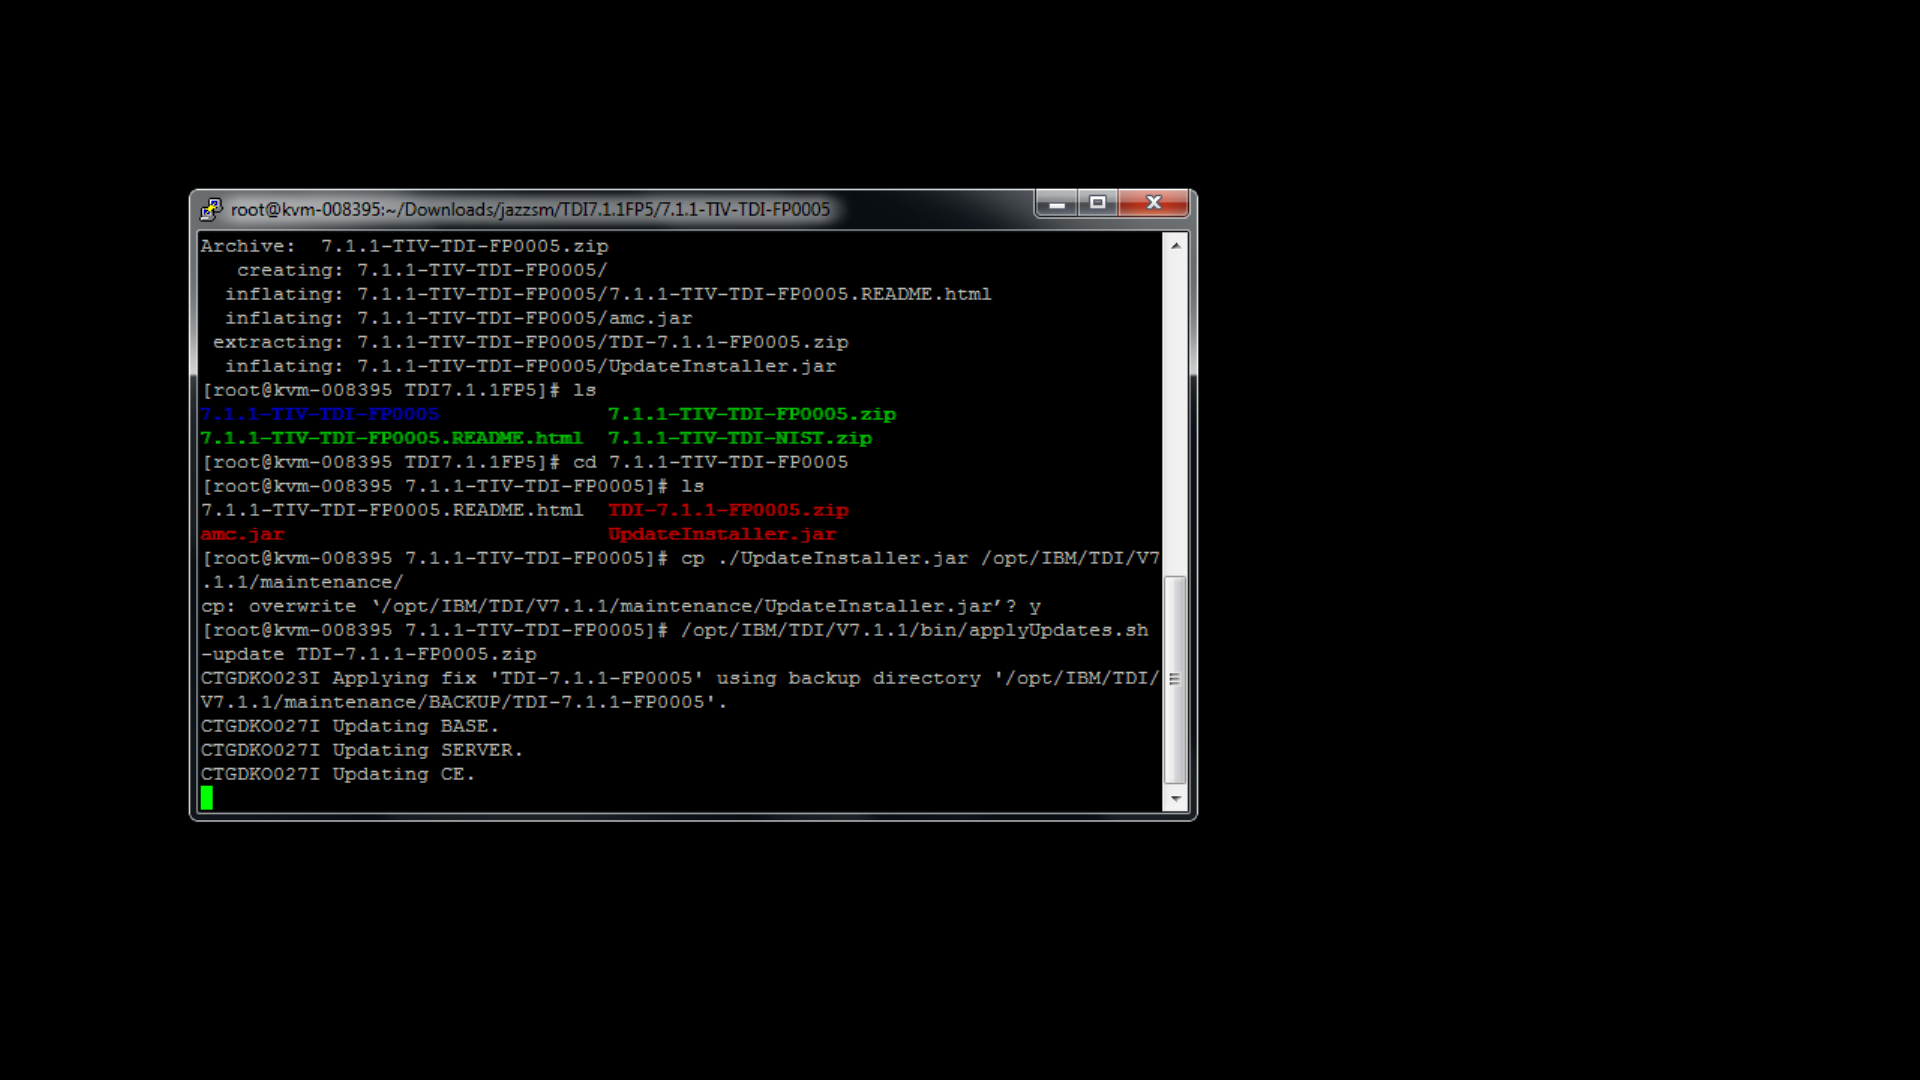 root@kvm-008395:~/Downloads/jazzsm/TDI7.1.1FP5/7.1.1-TIV-TDI-FP0005
Archive:  7.1.1-TIV-TDI-FP0005.zip
   creating: 7.1.1-TIV-TDI-FP0005/
  inflating: 7.1.1-TIV-TDI-FP0005/7.1.1-TIV-TDI-FP0005.README.html
  inflating: 7.1.1-TIV-TDI-FP0005/amc.jar
 extracting: 7.1.1-TIV-TDI-FP0005/TDI-7.1.1-FP0005.zip
  inflating: 7.1.1-TIV-TDI-FP0005/UpdateInstaller.jar
[root@kvm-008395 TDI7.1.1FP5]# ls
7.1.1-TIV-TDI-FP0005              7.1.1-TIV-TDI-FP0005.zip
7.1.1-TIV-TDI-FP0005.README.html  7.1.1-TIV-TDI-NIST.zip
[root@kvm-008395 TDI7.1.1FP5]# cd 7.1.1-TIV-TDI-FP0005
[root@kvm-008395 7.1.1-TIV-TDI-FP0005]# ls
7.1.1-TIV-TDI-FP0005.README.html  TDI-7.1.1-FP0005.zip
amc.jar                           UpdateInstaller.jar
[root@kvm-008395 7.1.1-TIV-TDI-FP0005]# cp ./UpdateInstaller.jar /opt/IBM/TDI/V7
.1.1/maintenance/
cp: overwrite ‘/opt/IBM/TDI/V7.1.1/maintenance/UpdateInstaller.jar’? y
[root@kvm-008395 7.1.1-TIV-TDI-FP0005]# /opt/IBM/TDI/V7.1.1/bin/applyUpdates.sh
-update TDI-7.1.1-FP0005.zip
CTGDKO023I Applying fix 'TDI-7.1.1-FP0005' using backup directory '/opt/IBM/TDI/
V7.1.1/maintenance/BACKUP/TDI-7.1.1-FP0005'.
CTGDKO027I Updating BASE.
CTGDKO027I Updating SERVER.
CTGDKO027I Updating CE.